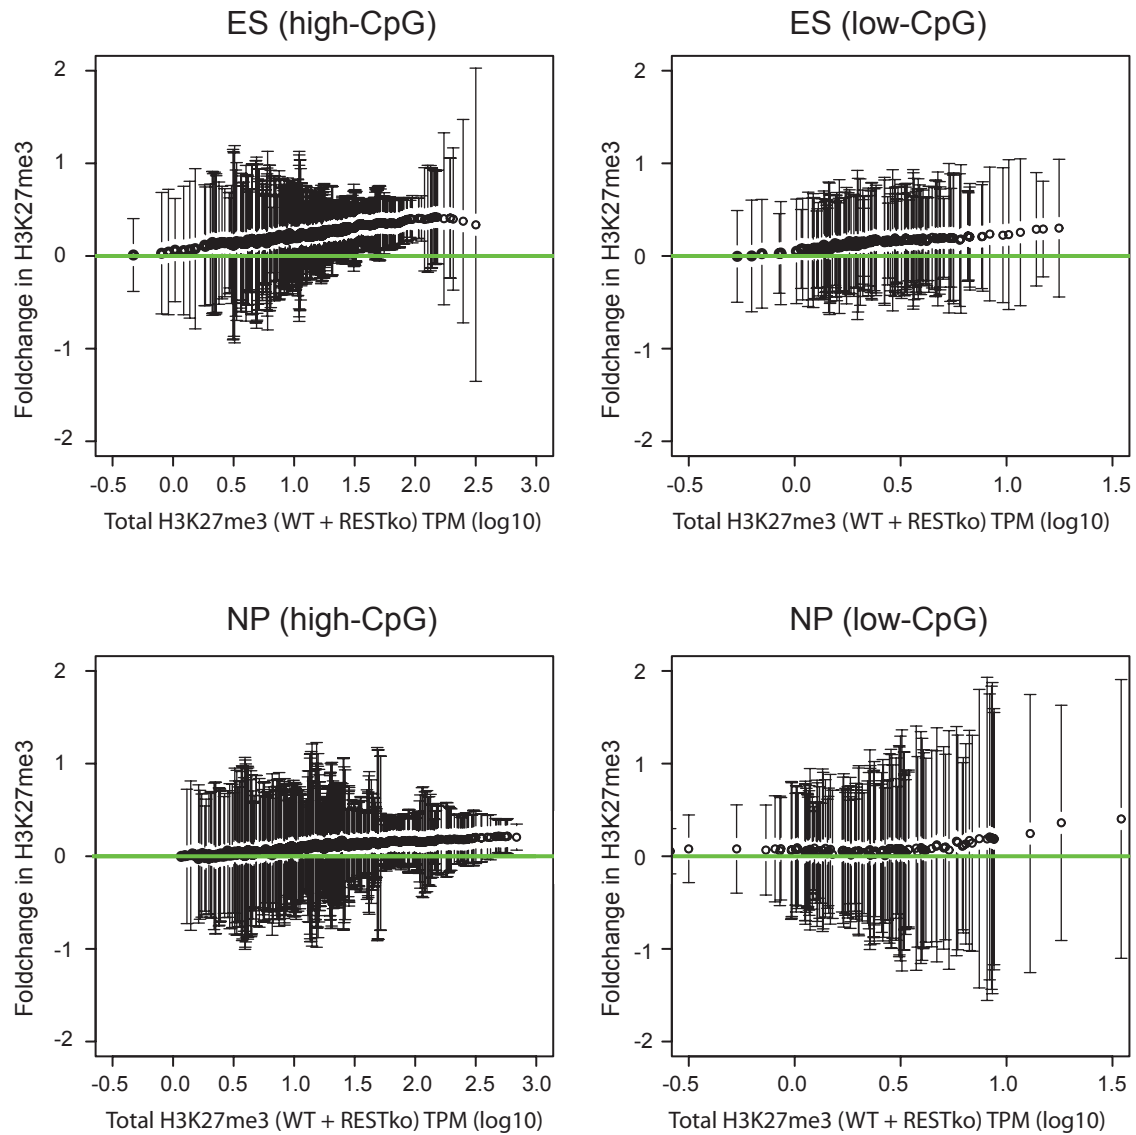 ES (high-CpG)
Foldchange in H3K27me3
2
1
0
-1
-2
-0.5 0.0 0.5 1.0 1.5 2.0 2.5 3.0
Total H3K27me3 (WT + RESTko) TPM (log10)
ES (low-CpG)
Foldchange in H3K27me3
2
1
0
-1
-2
-0.5 0.0 0.5 1.0 1.5
Total H3K27me3 (WT + RESTko) TPM (log10)
NP (high-CpG)
Foldchange in H3K27me3
2
1
0
-1
-2
-0.5 0.0 0.5 1.0 1.5 2.0 2.5 3.0
Total H3K27me3 (WT + RESTko) TPM (log10)
NP (low-CpG)
Foldchange in H3K27me3
2
1
0
-1
-2
-0.5 0.0 0.5 1.0 1.5
Total H3K27me3 (WT + RESTko) TPM (log10)